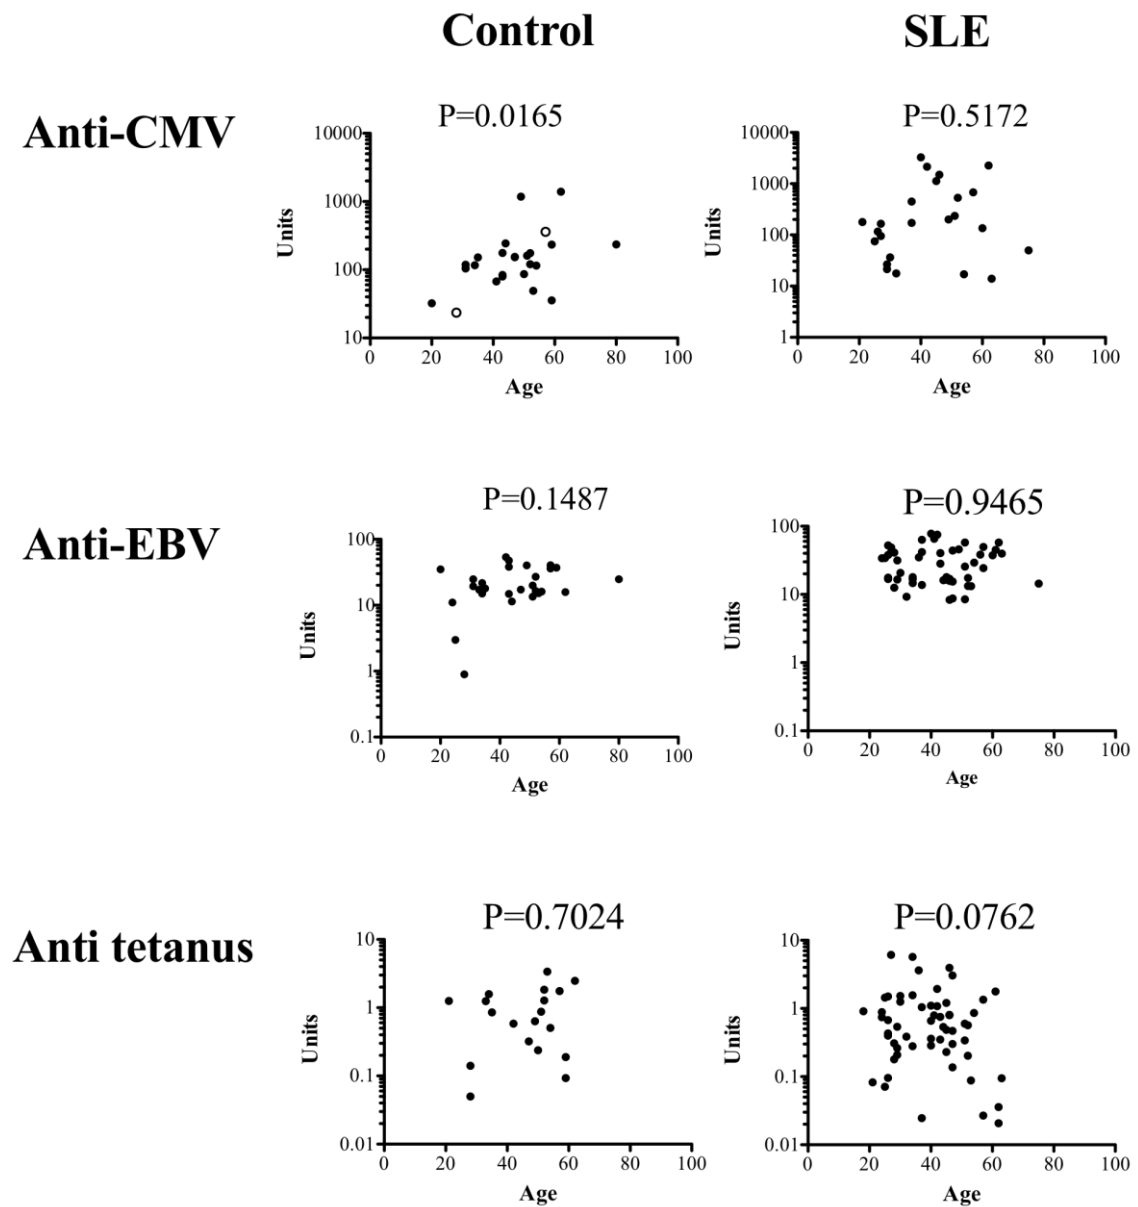 Control SLE
Anti-CMV
P=0.0165 P=0.5172
10000 10000
1000 1000
100 100
10 10
1
Units Units
0 20 40 60 80 100 0 20 40 60 80 100
Age Age
Anti-EBV
P=0.1487 P=0.9465
100 100
10 10
1 1
0.1 0.1
Units Units
0 20 40 60 80 100 0 20 40 60 80 100
Age Age
Anti tetanus
P=0.7024 P=0.0762
10 10
1 1
0.1 0.1
0.01 0.01
Units Units
0 20 40 60 80 100 0 20 40 60 80 100
Age Age